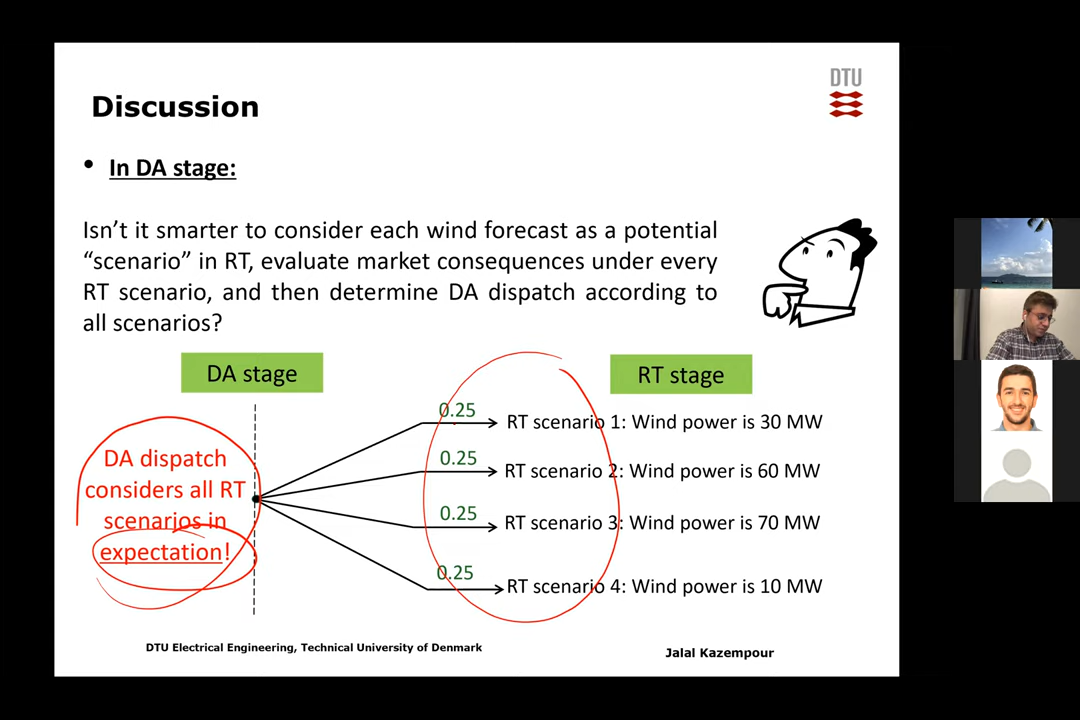 DTU
Discussion
• In DA stage:
Isn’t it smarter to consider each wind forecast as a potential
“scenario” in RT, evaluate market consequences under every
RT scenario, and then determine DA dispatch according to
all scenarios?
DA stage
RT stage
0.25
RT scenario 1: Wind power is 30 MW
DA dispatch
considers all RT
scenarios in
expectation!
0.25
RT scenario 2: Wind power is 60 MW
0.25
RT scenario 3: Wind power is 70 MW
0.25
RT scenario 4: Wind power is 10 MW
DTU Electrical Engineering, Technical University of Denmark
Jalal Kazempour